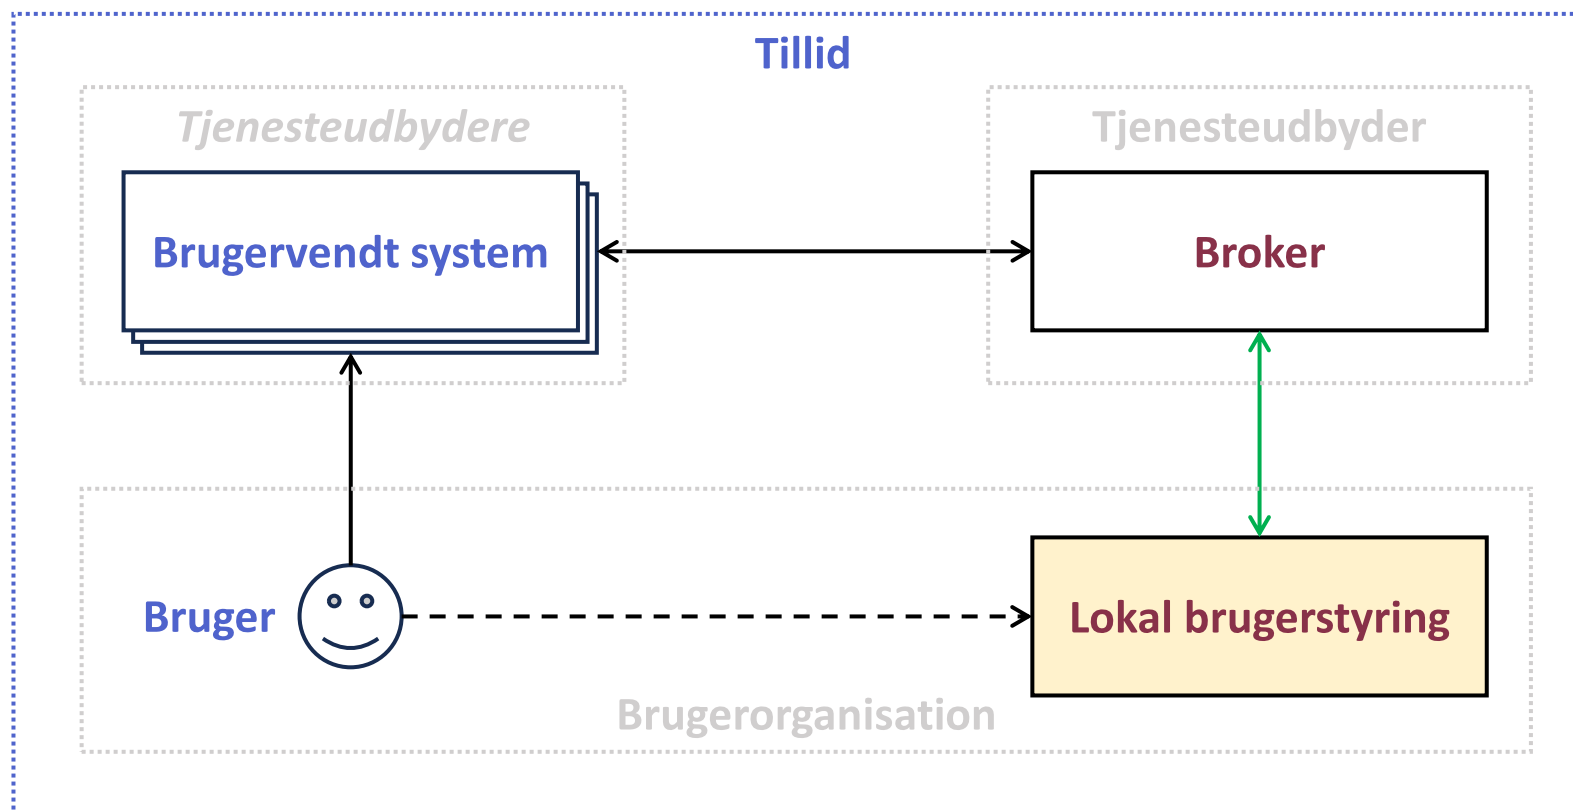 Tillid
Tjenesteudbydere
Tjenesteudbyder
Brugervendt system
Broker
Bruger
Lokal brugerstyring
Brugerorganisation